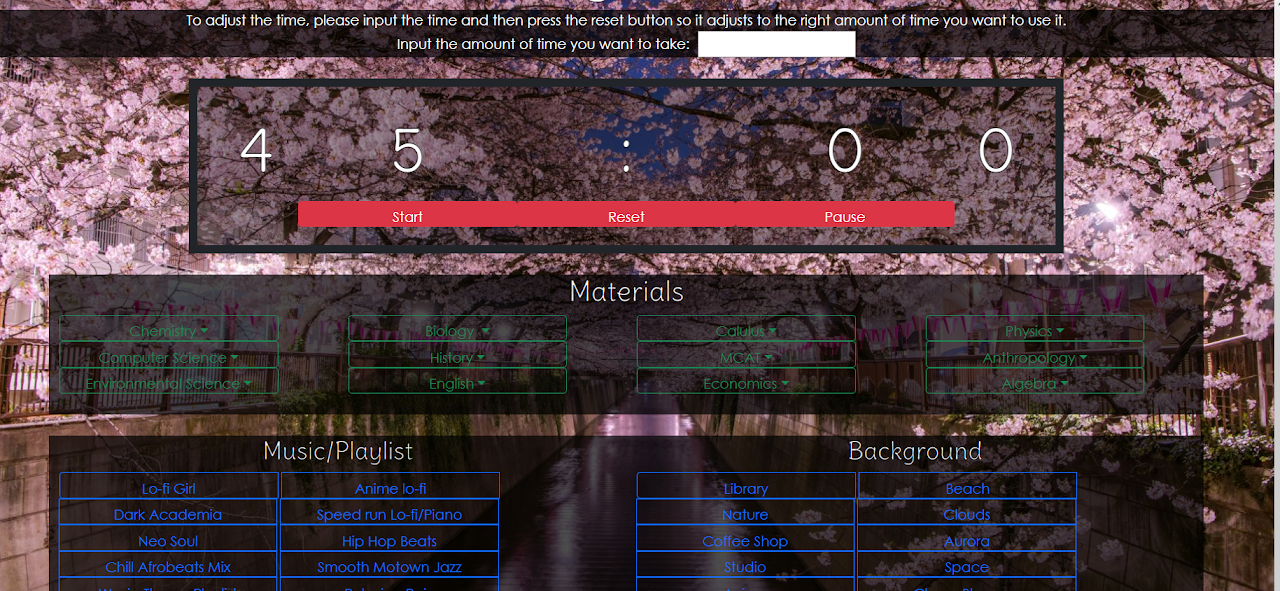 To adjust the time, please input the time and then press the reset button so it adjusts to the right amount of time you want to use it.
Input the amount of time you want to take:
4 5 : 0 0
Start Reset Pause
Materials
Chemistry Biology Calulus Physics
Computer Science History MCAT Anthropology
Environmental Science English Economics Algebra
Music/Playlist Background
Lo-fi Girl Anime lo-fi Library Beach
Dark Academia Speed run Lo-fi/Piano Nature Clouds
Neo Soul Hip Hop Beats Coffee Shop Aurora
Chill Afrobeats Mix Smooth Motown Jazz Studio Space